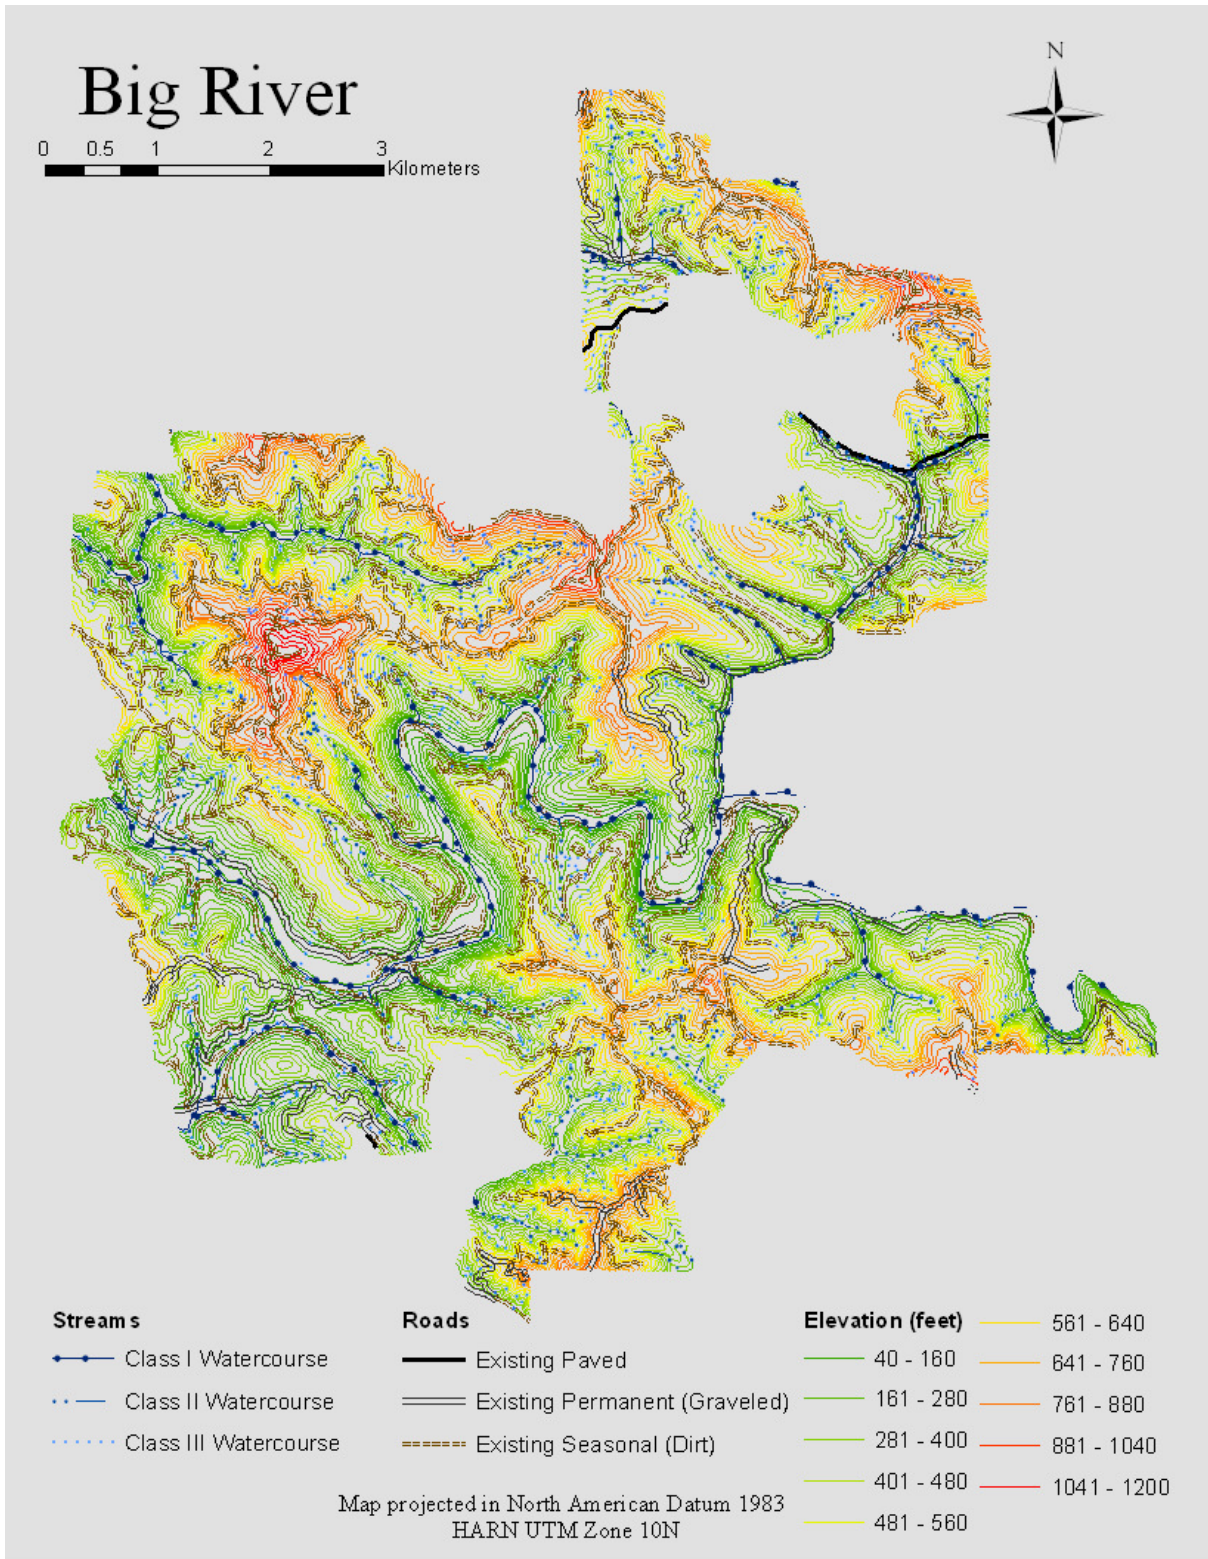 Big River
N
0 0.5 1 2 3
Kilometers
Streams
Class I Watercourse
Class II Watercourse
Class III Watercourse
Roads
Existing Paved
Existing Permanent (Graveled)
Existing Seasonal (Dirt)
Elevation (feet)
40 - 160
161 - 280
281 - 400
401 - 480
481 - 560
561 - 640
641 - 760
761 - 880
881 - 1040
1041 - 1200
Map projected in North American Datum 1983
HARN UTM Zone 10N